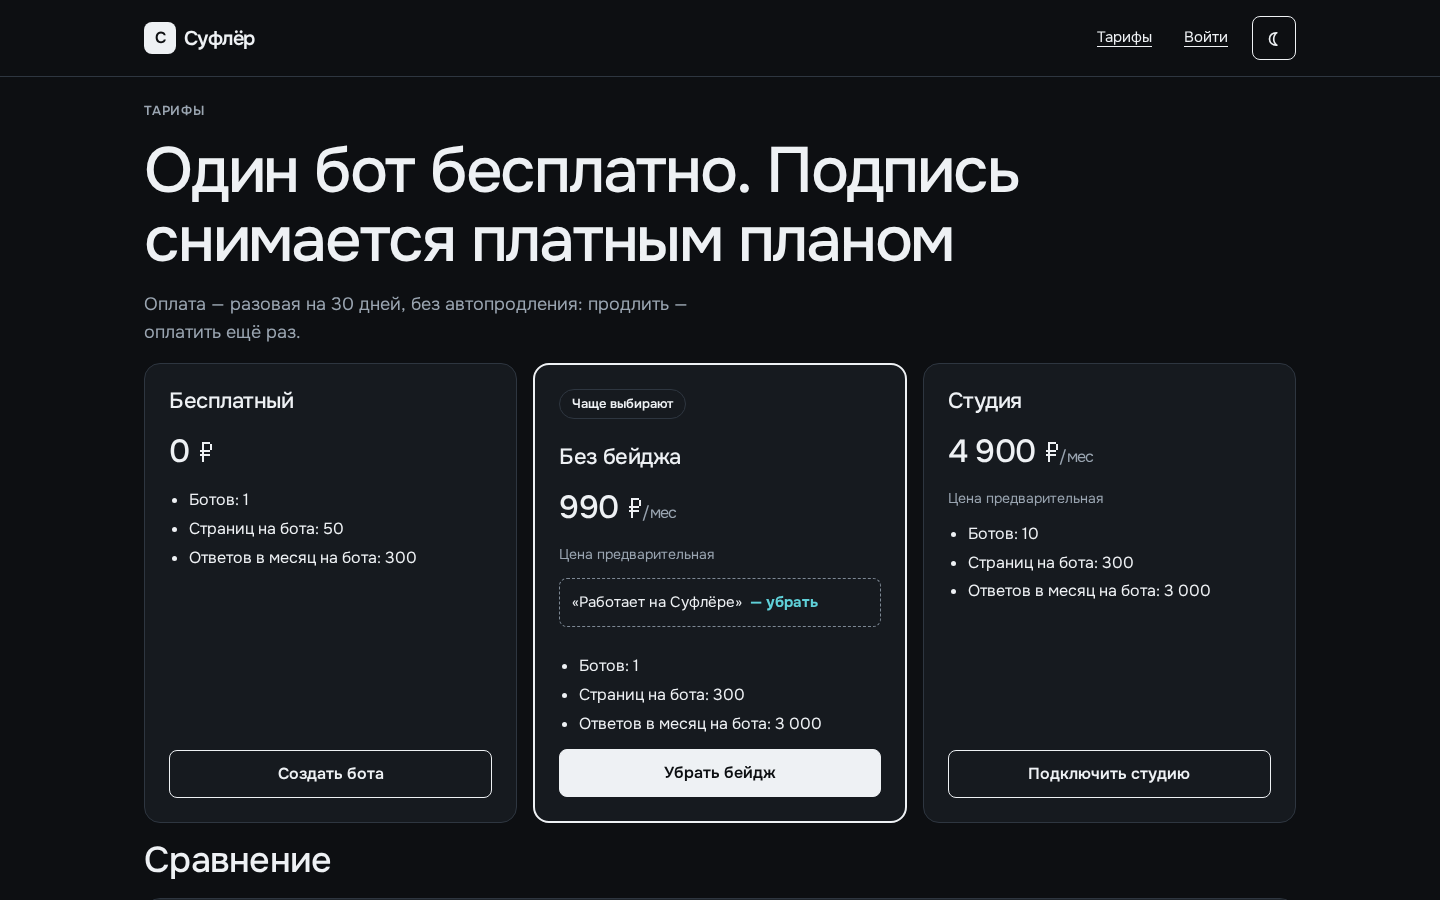 С Суфлёр
Тарифы Войти
ТАРИФЫ
Один бот бесплатно. Подпись
снимается платным планом
Оплата — разовая на 30 дней, без автопродления: продлить —
оплатить ещё раз.
Бесплатный
0 ₽
• Ботов: 1
• Страниц на бота: 50
• Ответов в месяц на бота: 300
Создать бота
Чаще выбирают
Без бейджа
990 ₽/мес
Цена предварительная
«Работает на Суфлёре» — убрать
• Ботов: 1
• Страниц на бота: 300
• Ответов в месяц на бота: 3 000
Убрать бейдж
Студия
4 900 ₽/мес
Цена предварительная
• Ботов: 10
• Страниц на бота: 300
• Ответов в месяц на бота: 3 000
Подключить студию
Сравнение